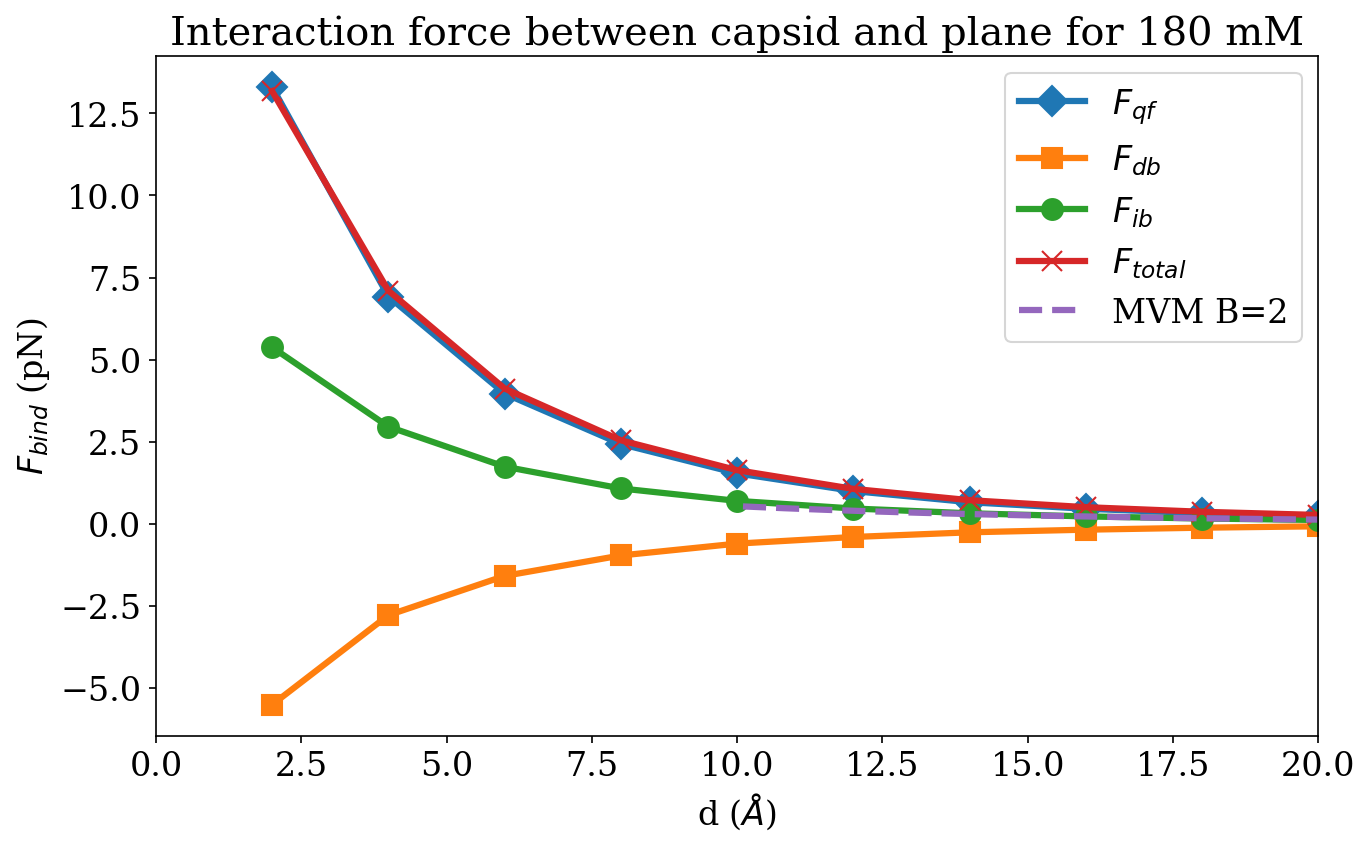 Interaction force between capsid and plane for 180 mM
F_bind (pN)
12.5
10.0
7.5
5.0
2.5
0.0
−2.5
−5.0
F_qf
F_db
F_ib
F_total
MVM B=2
0.0 2.5 5.0 7.5 10.0 12.5 15.0 17.5 20.0
d (Å)